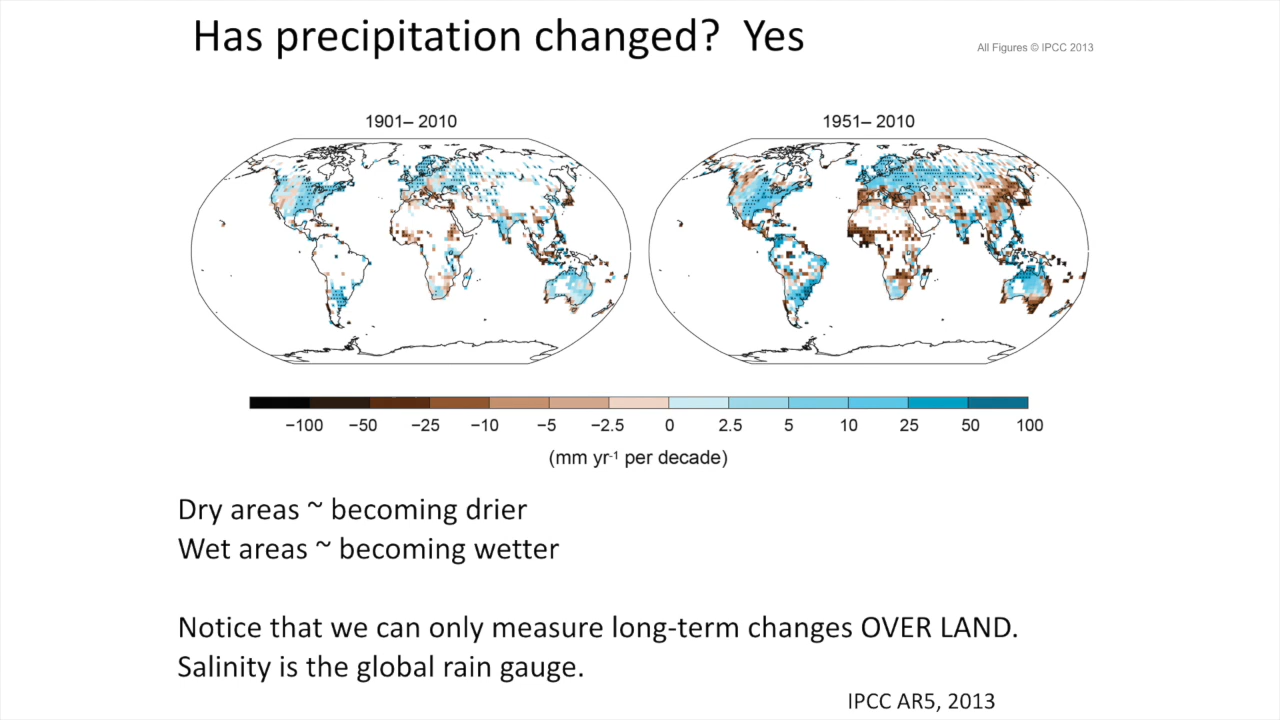 Has precipitation changed?  Yes
All Figures © IPCC 2013
1901– 2010
1951– 2010
−100 −50 −25 −10 −5 −2.5 0 2.5 5 10 25 50 100
(mm yr⁻¹ per decade)
Dry areas ~ becoming drier
Wet areas ~ becoming wetter
Notice that we can only measure long-term changes OVER LAND.
Salinity is the global rain gauge.
IPCC AR5, 2013